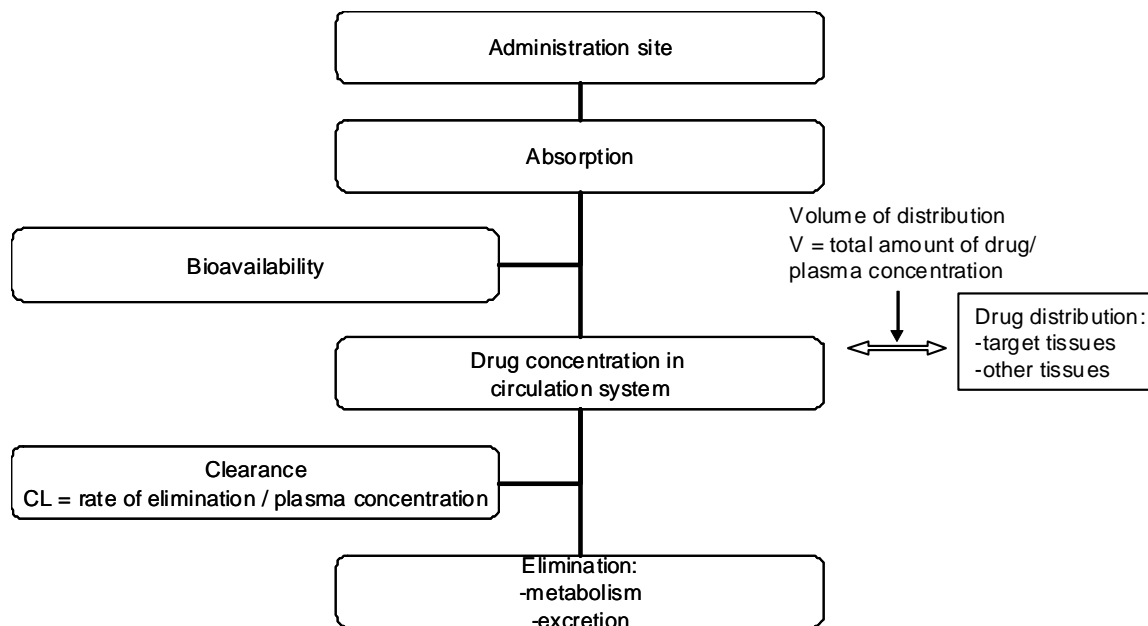 Administration site
Absorption
Volume of distribution
V = total amount of drug/
plasma concentration
Bioavailability
Drug distribution:
-target tissues
-other tissues
Drug concentration in
circulation system
Clearance
CL = rate of elimination / plasma concentration
Elimination:
-metabolism
-excretion